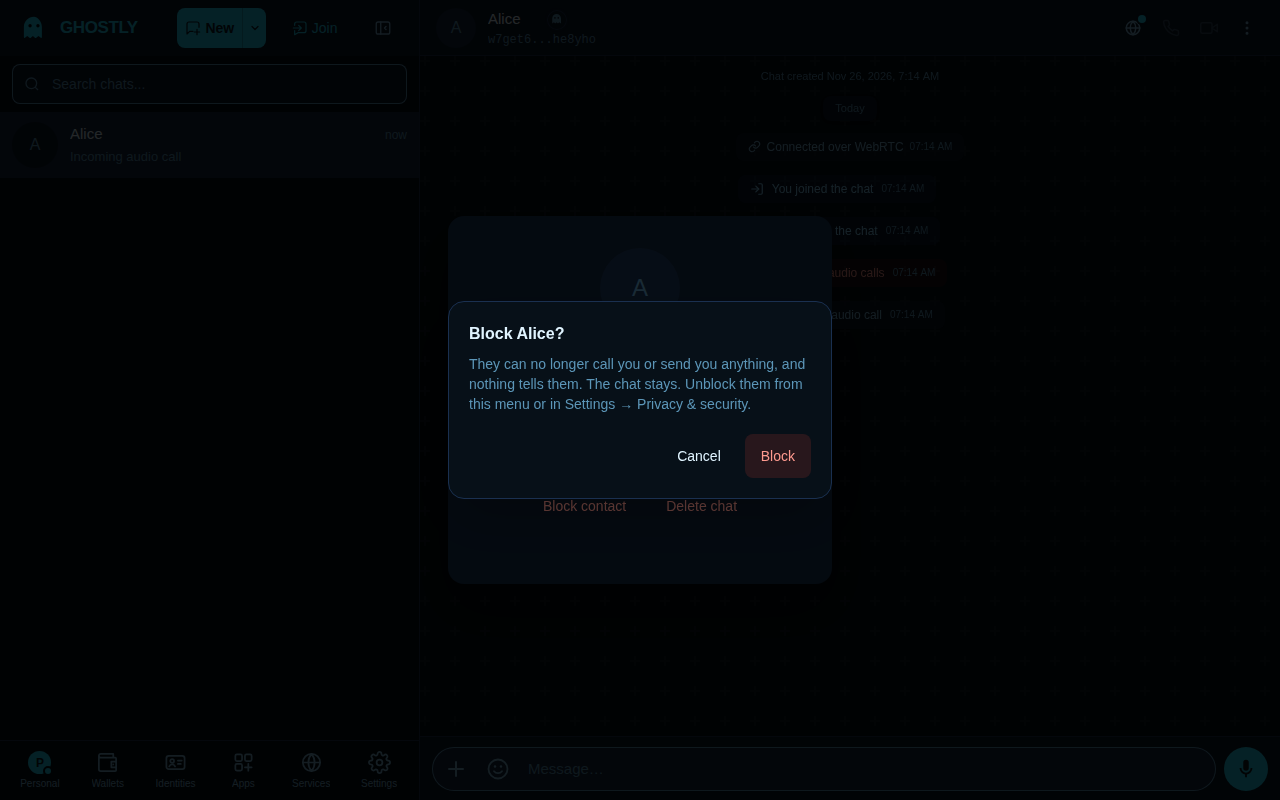 GHOSTLY
New
Join
Search chats...
A
Alice
now
Incoming audio call
A
Alice
w7get6...he8yho
Chat created Nov 26, 2026, 7:14 AM
Today
Connected over WebRTC 07:14 AM
You joined the chat 07:14 AM
the chat 07:14 AM
audio calls 07:14 AM
audio call 07:14 AM
A
Block Alice?
They can no longer call you or send you anything, and
nothing tells them. The chat stays. Unblock them from
this menu or in Settings → Privacy & security.
Cancel
Block
Block contact
Delete chat
P
Personal
Wallets
Identities
Apps
Services
Settings
Message...